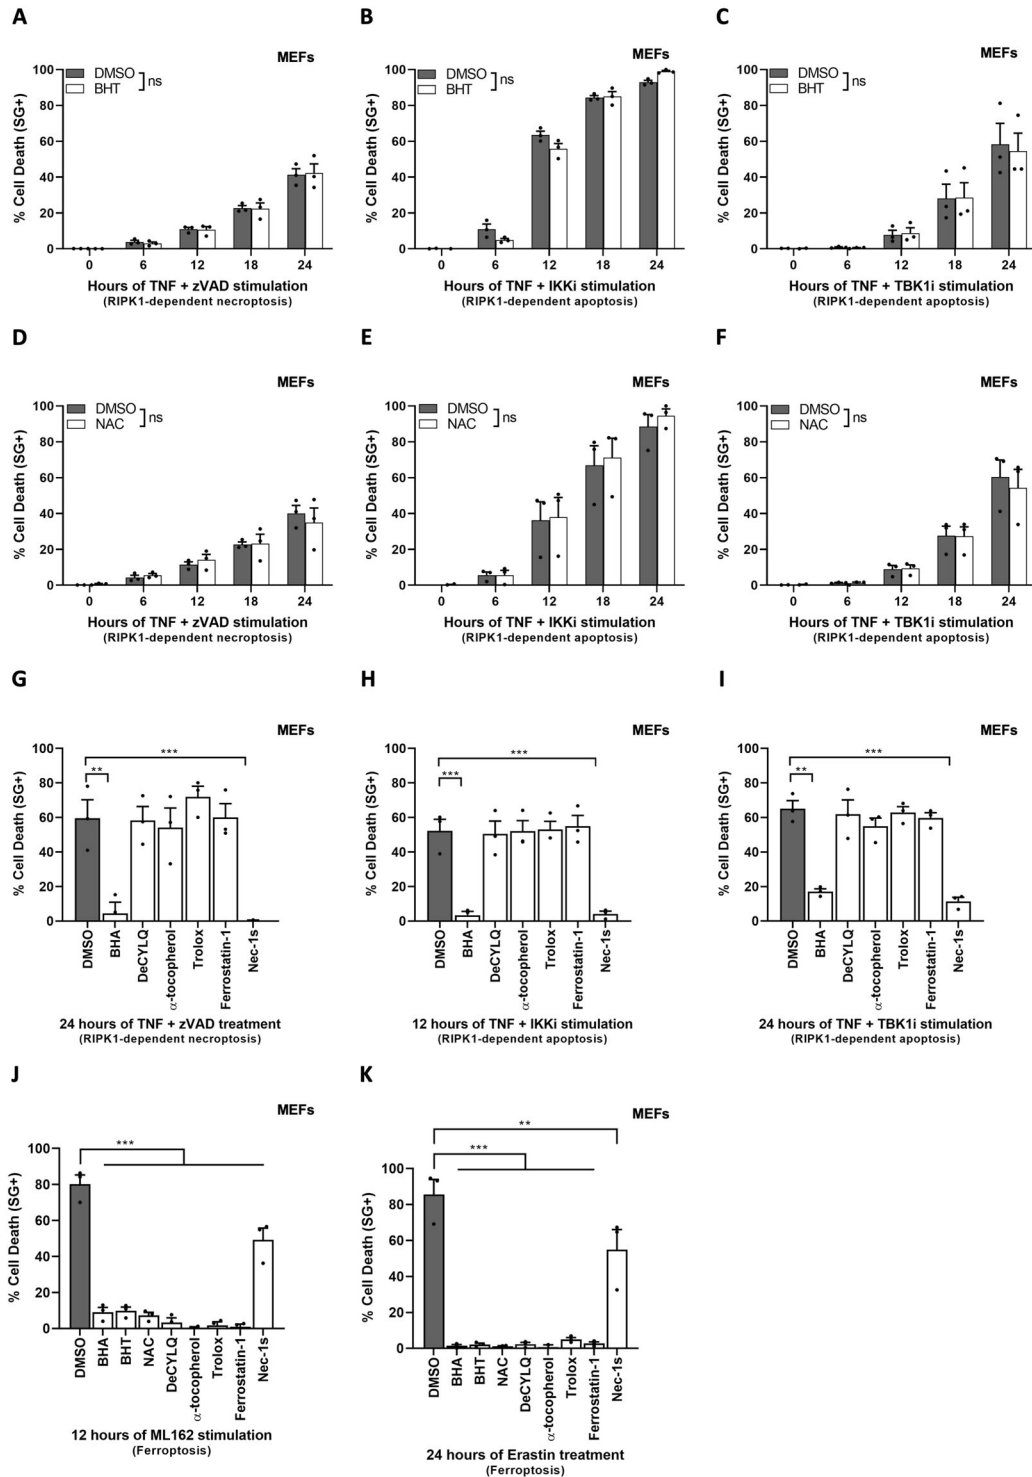 A
MEFs
DMSO
BHT
ns
% Cell Death (SG+)
100
80
60
40
20
0
0 6 12 18 24
Hours of TNF + zVAD stimulation
(RIPK1-dependent necroptosis)
B
MEFs
DMSO
BHT
ns
% Cell Death (SG+)
100
80
60
40
20
0
0 6 12 18 24
Hours of TNF + IKKi stimulation
(RIPK1-dependent apoptosis)
C
MEFs
DMSO
BHT
ns
% Cell Death (SG+)
100
80
60
40
20
0
0 6 12 18 24
Hours of TNF + TBK1i stimulation
(RIPK1-dependent apoptosis)
D
MEFs
DMSO
NAC
ns
% Cell Death (SG+)
100
80
60
40
20
0
0 6 12 18 24
Hours of TNF + zVAD stimulation
(RIPK1-dependent necroptosis)
E
MEFs
DMSO
NAC
ns
% Cell Death (SG+)
100
80
60
40
20
0
0 6 12 18 24
Hours of TNF + IKKi stimulation
(RIPK1-dependent apoptosis)
F
MEFs
DMSO
NAC
ns
% Cell Death (SG+)
100
80
60
40
20
0
0 6 12 18 24
Hours of TNF + TBK1i stimulation
(RIPK1-dependent apoptosis)
G
MEFs
***
**
% Cell Death (SG+)
100
80
60
40
20
0
DMSO
BHA
DeCYLQ
α-tocopherol
Trolox
Ferrostatin-1
Nec-1s
24 hours of TNF + zVAD treatment
(RIPK1-dependent necroptosis)
H
MEFs
***
***
% Cell Death (SG+)
100
80
60
40
20
0
DMSO
BHA
DeCYLQ
α-tocopherol
Trolox
Ferrostatin-1
Nec-1s
12 hours of TNF + IKKi stimulation
(RIPK1-dependent apoptosis)
I
MEFs
***
**
% Cell Death (SG+)
100
80
60
40
20
0
DMSO
BHA
DeCYLQ
α-tocopherol
Trolox
Ferrostatin-1
Nec-1s
24 hours of TNF + TBK1i stimulation
(RIPK1-dependent apoptosis)
J
MEFs
***
% Cell Death (SG+)
100
80
60
40
20
0
DMSO
BHA
BHT
NAC
DeCYLQ
α-tocopherol
Trolox
Ferrostatin-1
Nec-1s
12 hours of ML162 stimulation
(Ferroptosis)
K
MEFs
**
***
% Cell Death (SG+)
100
80
60
40
20
0
DMSO
BHA
BHT
NAC
DeCYLQ
α-tocopherol
Trolox
Ferrostatin-1
Nec-1s
24 hours of Erastin treatment
(Ferroptosis)